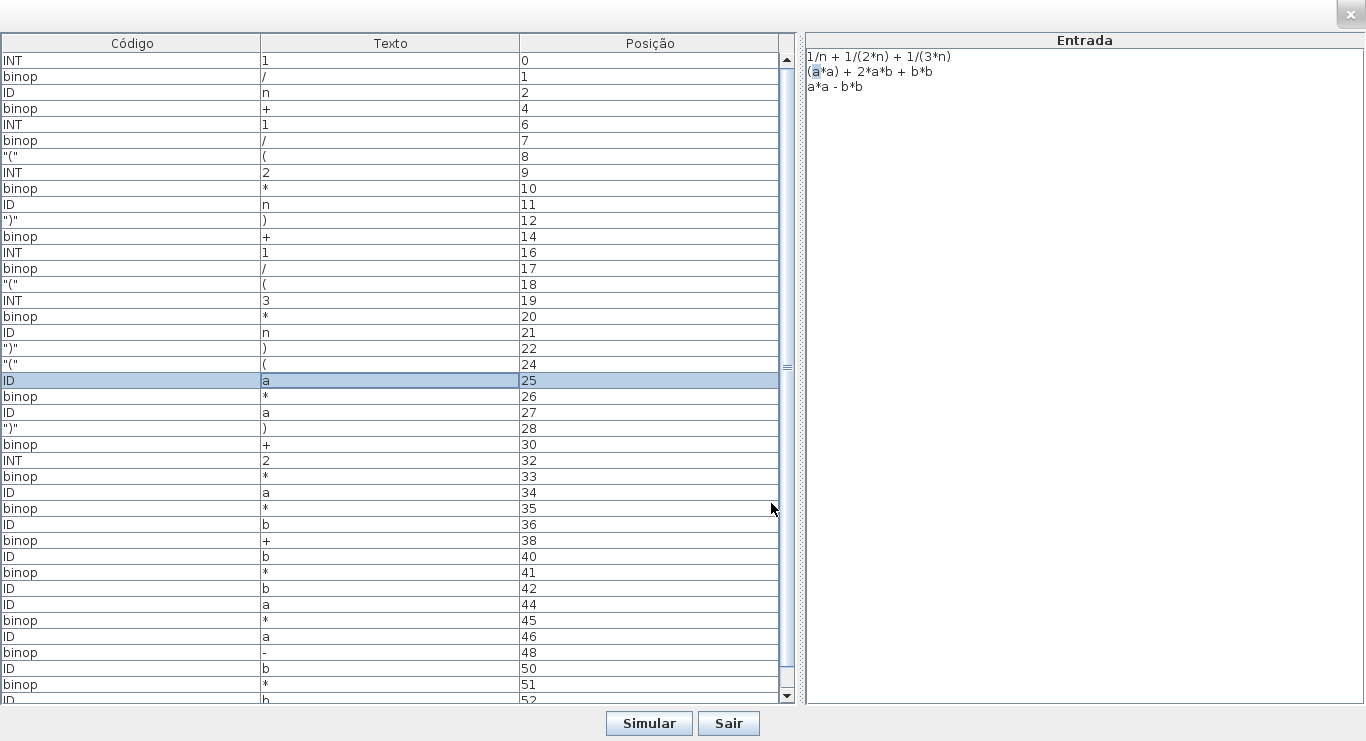 Código Texto Posição
INT 1 0
binop / 1
ID n 2
binop + 4
INT 1 6
binop / 7
"(" ( 8
INT 2 9
binop * 10
ID n 11
")" ) 12
binop + 14
INT 1 16
binop / 17
"(" ( 18
INT 3 19
binop * 20
ID n 21
")" ) 22
"(" ( 24
ID a 25
binop * 26
ID a 27
")" ) 28
binop + 30
INT 2 32
binop * 33
ID a 34
binop * 35
ID b 36
binop + 38
ID b 40
binop * 41
ID b 42
ID a 44
binop * 45
ID a 46
binop - 48
ID b 50
binop * 51
ID b 52
Entrada
1/n + 1/(2*n) + 1/(3*n)
(a*a) + 2*a*b + b*b
a*a - b*b
Simular Sair